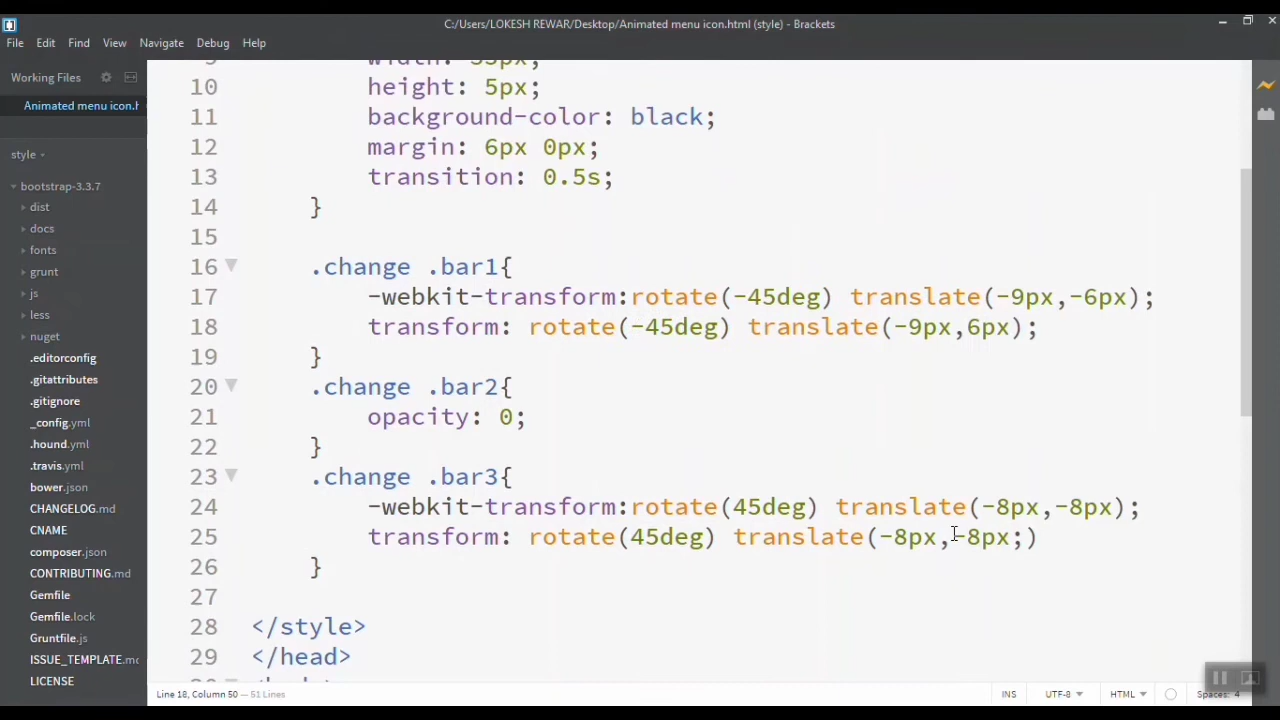 C:/Users/LOKESH REWAR/Desktop/Animated menu icon.html (style) - Brackets
File Edit Find View Navigate Debug Help
Working Files
Animated menu icon.h
style
bootstrap-3.3.7
dist
docs
fonts
grunt
js
less
nuget
.editorconfig
.gitattributes
.gitignore
_config.yml
.hound.yml
.travis.yml
bower.json
CHANGELOG.md
CNAME
composer.json
CONTRIBUTING.md
Gemfile
Gemfile.lock
Gruntfile.js
ISSUE_TEMPLATE.md
LICENSE
9 width: 35px;
10 height: 5px;
11 background-color: black;
12 margin: 6px 0px;
13 transition: 0.5s;
14 }
15
16 .change .bar1{
17 -webkit-transform:rotate(-45deg) translate(-9px,-6px);
18 transform: rotate(-45deg) translate(-9px,6px);
19 }
20 .change .bar2{
21 opacity: 0;
22 }
23 .change .bar3{
24 -webkit-transform:rotate(45deg) translate(-8px,-8px);
25 transform: rotate(45deg) translate(-8px,-8px;)
26 }
27
28 </style>
29 </head>
Line 18, Column 50 — 51 Lines
INS UTF-8 HTML Spaces: 4